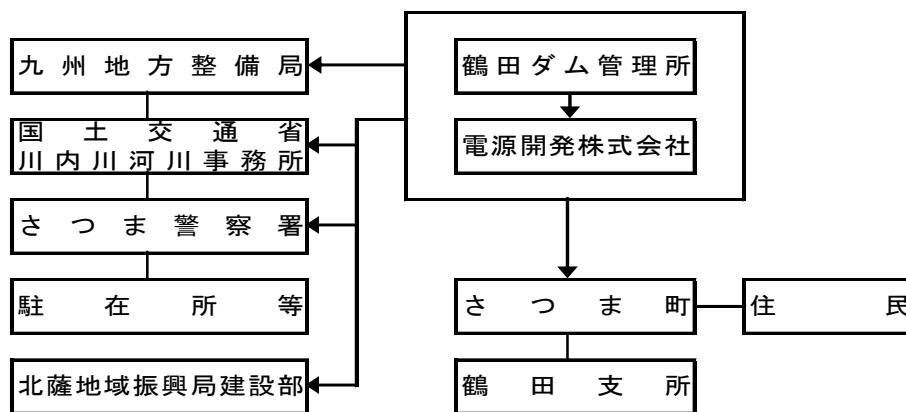 九州地方整備局
鶴田ダム管理所
国土交通省
川内川河川事務所
電源開発株式会社
さつま警察署
駐在所等
さつま町
住民
北薩地域振興局建設部
鶴田支所